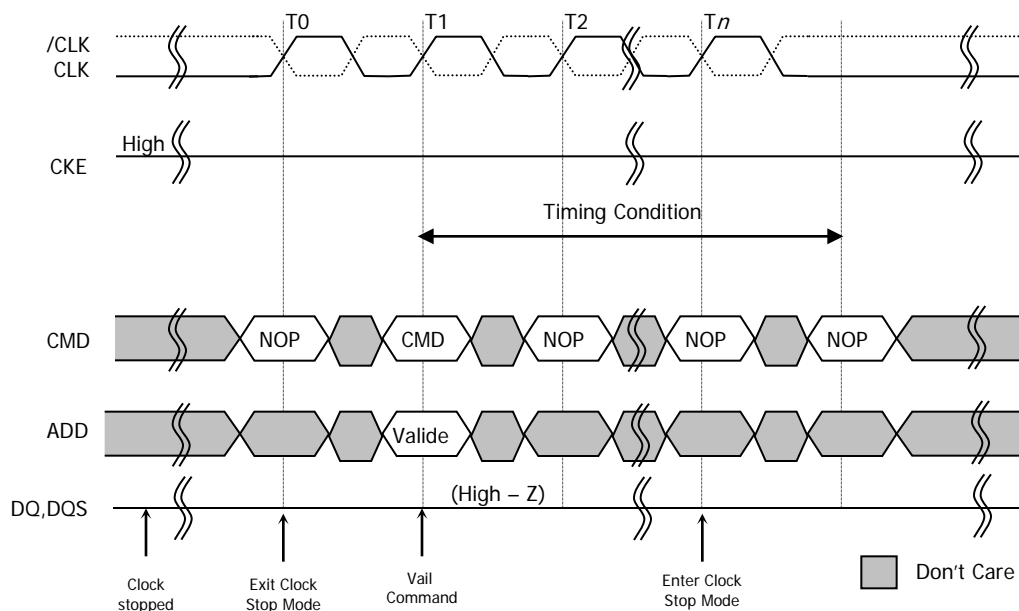 T0 T1 T2 Tn
/CLK
CLK
High
CKE
Timing Condition
CMD NOP CMD NOP NOP NOP
ADD Valide
(High – Z)
DQ,DQS
Clock
stopped
Exit Clock
Stop Mode
Vail
Command
Enter Clock
Stop Mode
Don't Care